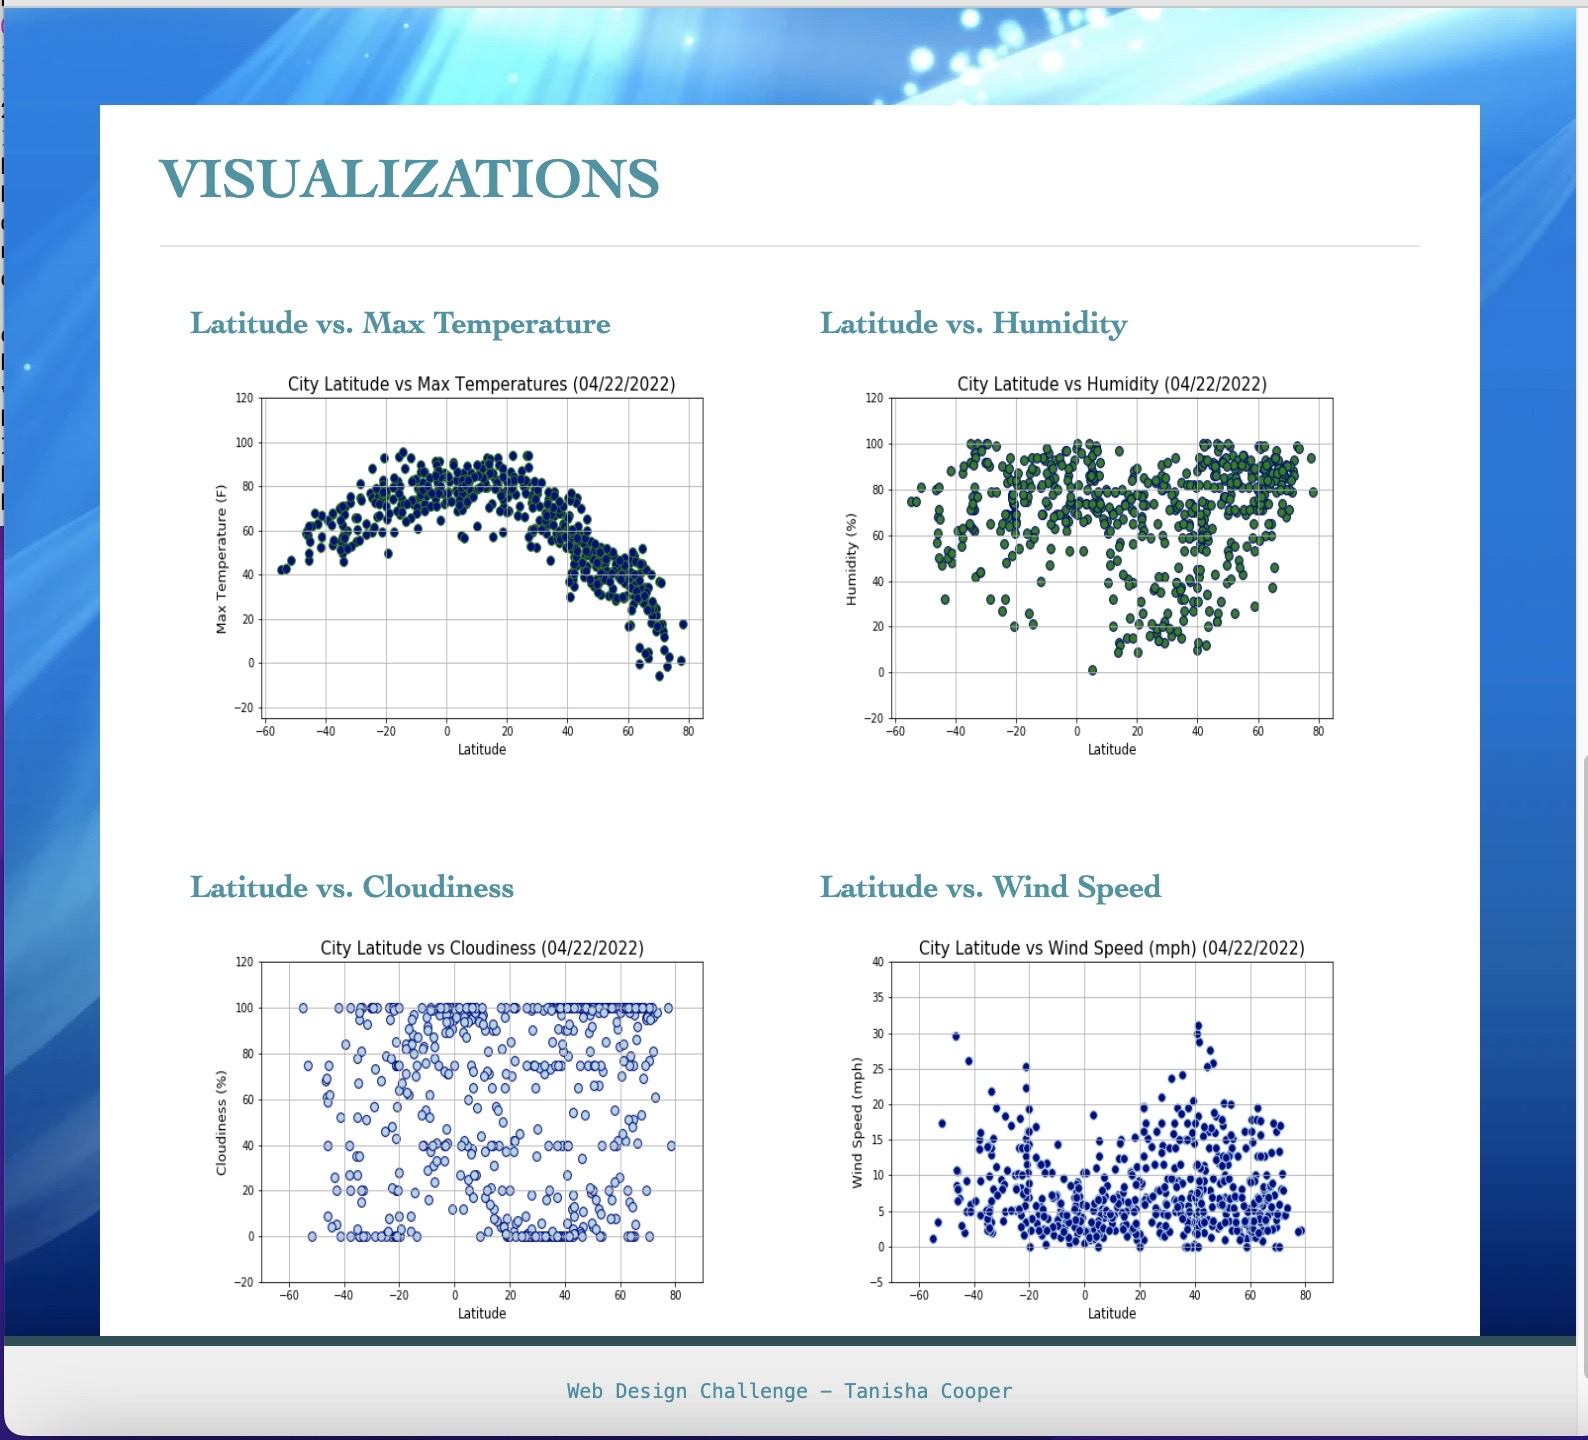 VISUALIZATIONS
Latitude vs. Max Temperature
City Latitude vs Max Temperatures (04/22/2022)
Max Temperature (F)
120
100
80
60
40
20
0
−20
−60 −40 −20 0 20 40 60 80
Latitude
Latitude vs. Humidity
City Latitude vs Humidity (04/22/2022)
Humidity (%)
120
100
80
60
40
20
0
−20
−60 −40 −20 0 20 40 60 80
Latitude
Latitude vs. Cloudiness
City Latitude vs Cloudiness (04/22/2022)
Cloudiness (%)
120
100
80
60
40
20
0
−20
−60 −40 −20 0 20 40 60 80
Latitude
Latitude vs. Wind Speed
City Latitude vs Wind Speed (mph) (04/22/2022)
Wind Speed (mph)
40
35
30
25
20
15
10
5
0
−5
−60 −40 −20 0 20 40 60 80
Latitude
Web Design Challenge – Tanisha Cooper